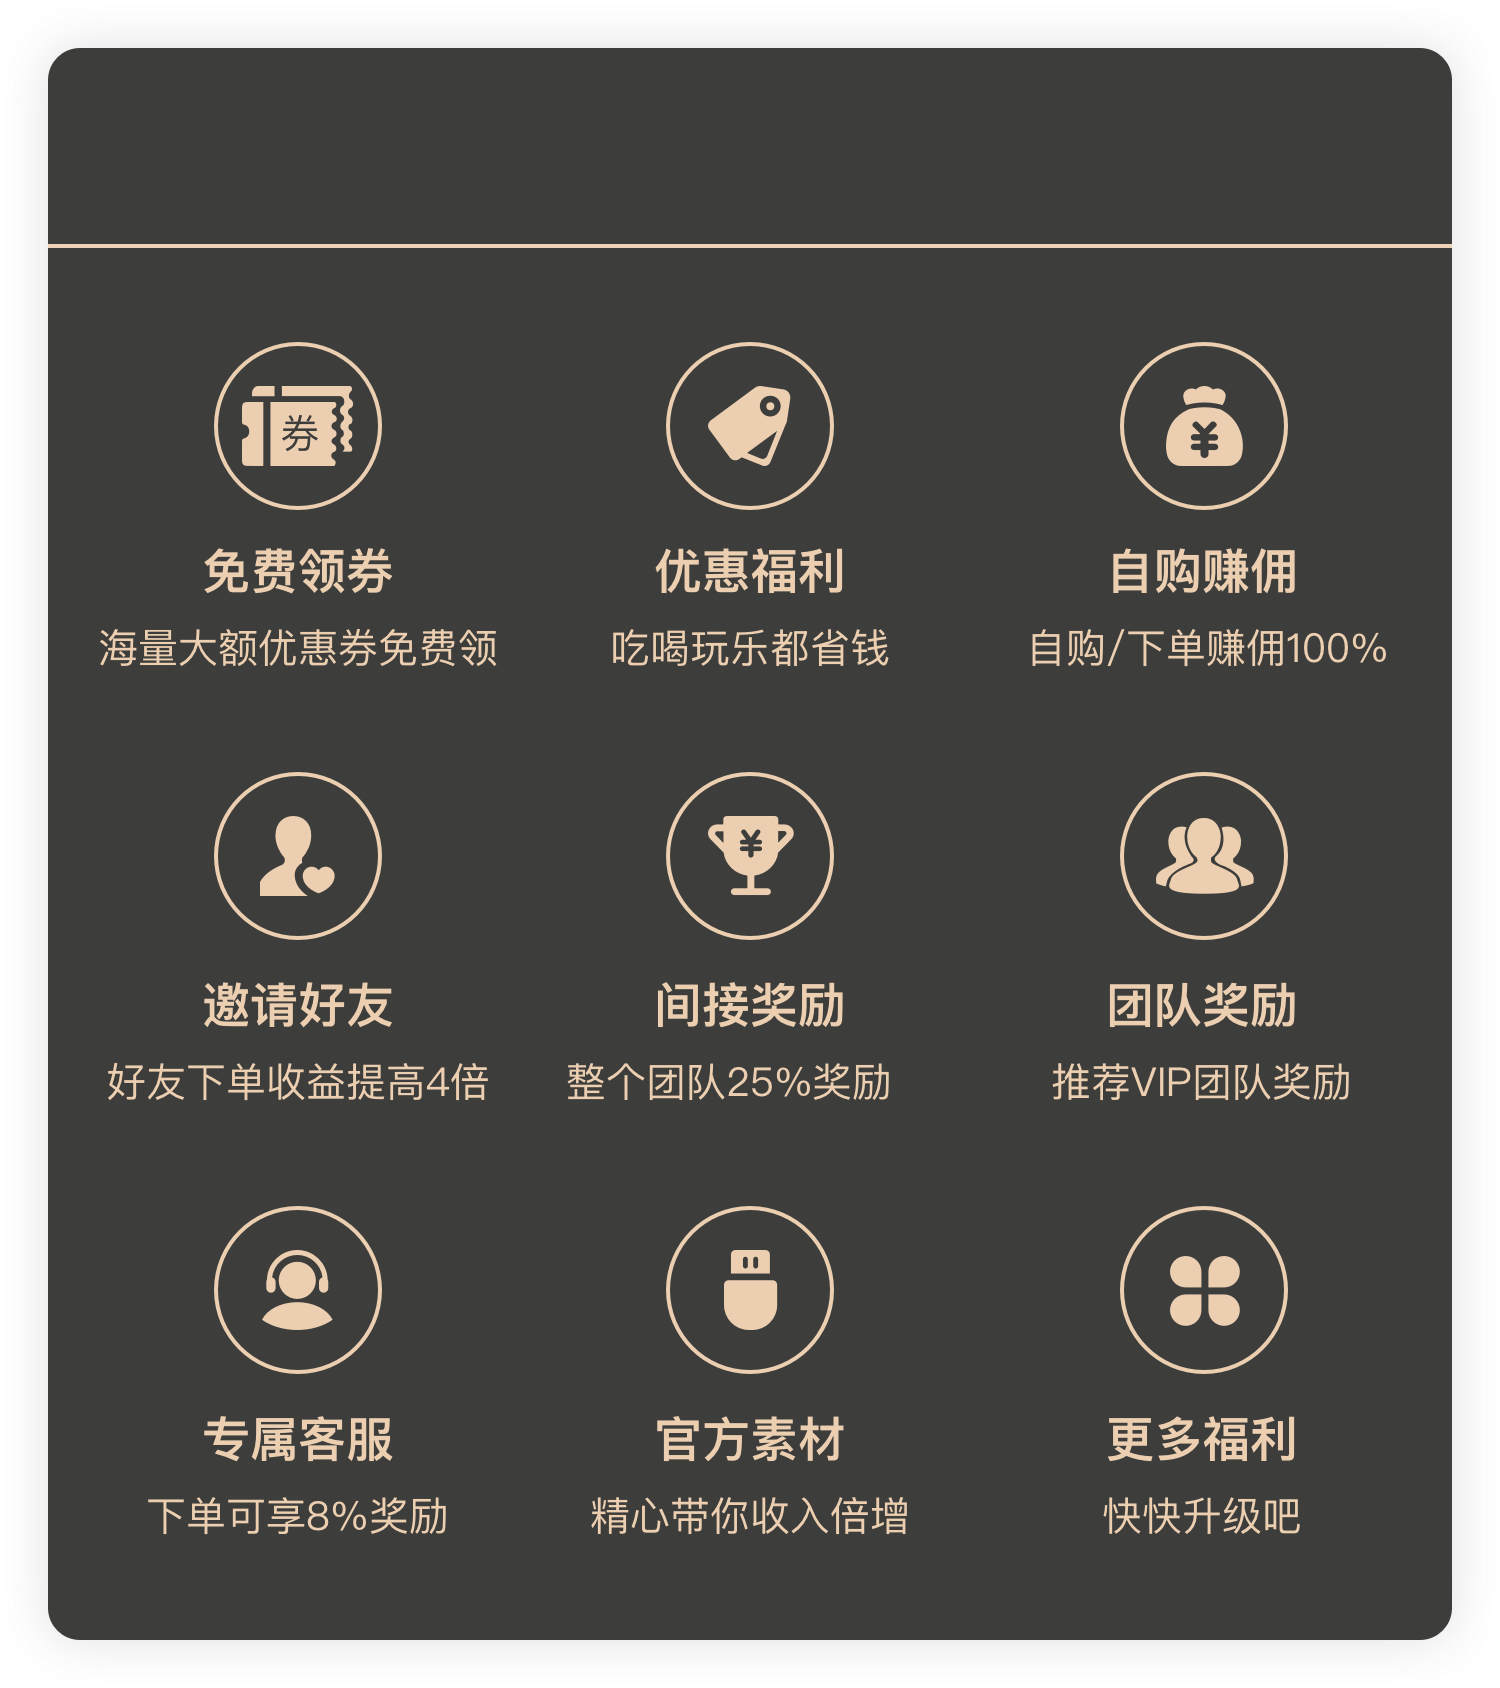 券
免费领券
优惠福利
自购赚佣
海量大额优惠券免费领
吃喝玩乐都省钱
自购/下单赚佣100%
¥
¥
邀请好友
间接奖励
团队奖励
好友下单收益提高4倍
整个团队25%奖励
推荐VIP团队奖励
专属客服
官方素材
更多福利
下单可享8%奖励
精心带你收入倍增
快快升级吧